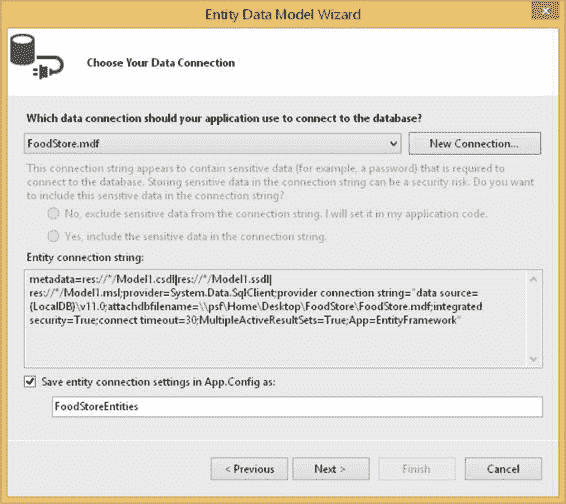 Entity Data Model Wizard
x
Choose Your Data Connection
Which data connection should your application use to connect to the database?
FoodStore.mdf
New Connection...
This connection string appears to contain sensitive data (for example, a password) that is required to
connect to the database. Storing sensitive data in the connection string can be a security risk. Do you want
to include this sensitive data in the connection string?
No, exclude sensitive data from the connection string. I will set it in my application code.
Yes, include the sensitive data in the connection string.
Entity connection string:
metadata=res://*/Model1.csdl|res://*/Model1.ssdl|
res://*/Model1.msl;provider=System.Data.SqlClient;provider connection string="data source=
(LocalDB)\v11.0;attachdbfilename=\\psf\Home\Desktop\FoodStore\FoodStore.mdf;integrated
security=True;connect timeout=30;MultipleActiveResultSets=True;App=EntityFramework"
Save entity connection settings in App.Config as:
FoodStoreEntities
< Previous
Next >
Finish
Cancel